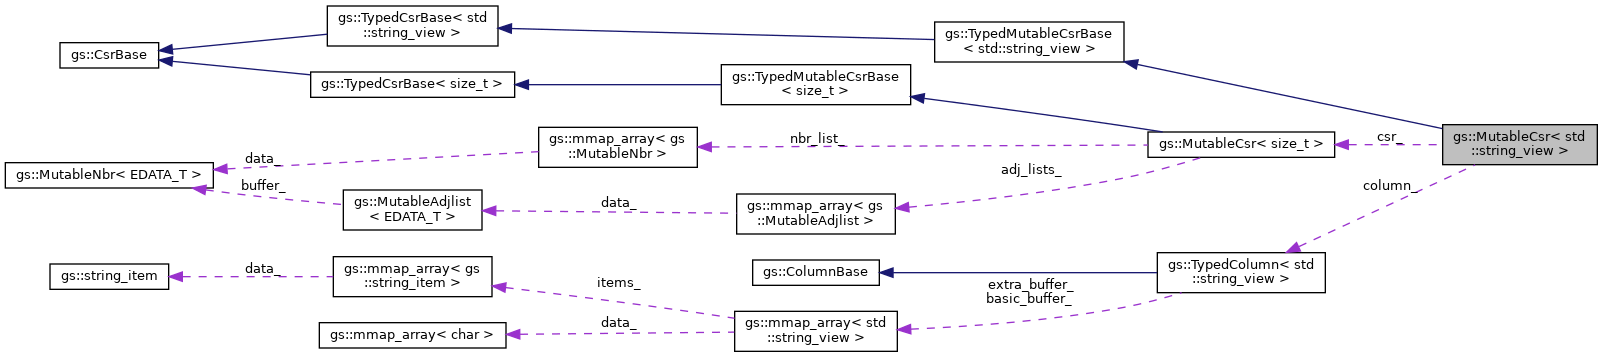 gs::TypedCsrBase< std
::string_view >
gs::TypedMutableCsrBase
< std::string_view >
gs::CsrBase
gs::TypedMutableCsrBase
< size_t >
gs::TypedCsrBase< size_t >
gs::MutableCsr< std
::string_view >
csr_
gs::MutableCsr< size_t >
nbr_list_
gs::mmap_array< gs
::MutableNbr >
data_
gs::MutableNbr< EDATA_T >
adj_lists_
buffer_
column_
gs::MutableAdjlist
< EDATA_T >
data_
gs::mmap_array< gs
::MutableAdjlist >
gs::string_item
data_
gs::mmap_array< gs
::string_item >
gs::ColumnBase
gs::TypedColumn< std
::string_view >
items_
extra_buffer_
basic_buffer_
gs::mmap_array< char >
data_
gs::mmap_array< std
::string_view >